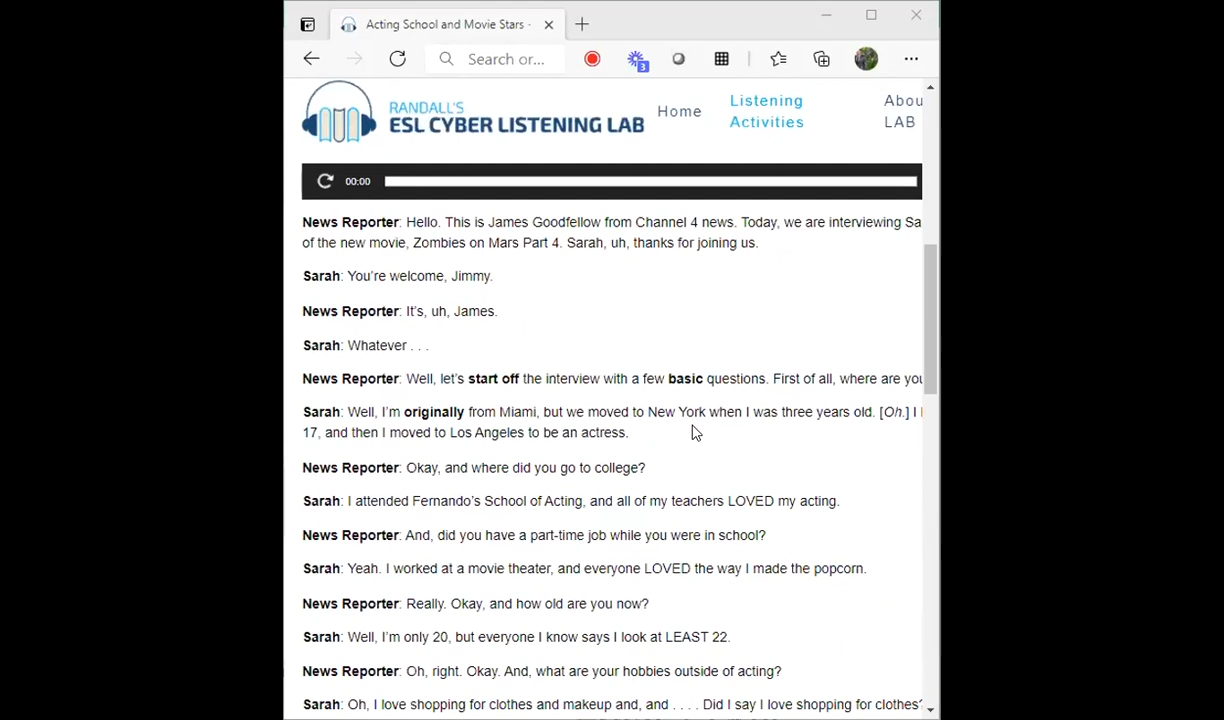 Acting School and Movie Stars -
Search or...
3
RANDALL'S
ESL CYBER LISTENING LAB
Home
Listening
Activities
Abou
LAB
00:00
News Reporter: Hello. This is James Goodfellow from Channel 4 news. Today, we are interviewing Sa
of the new movie, Zombies on Mars Part 4. Sarah, uh, thanks for joining us.
Sarah: You're welcome, Jimmy.
News Reporter: It's, uh, James.
Sarah: Whatever . . .
News Reporter: Well, let's start off the interview with a few basic questions. First of all, where are you
Sarah: Well, I'm originally from Miami, but we moved to New York when I was three years old. [Oh.] I
17, and then I moved to Los Angeles to be an actress.
News Reporter: Okay, and where did you go to college?
Sarah: I attended Fernando's School of Acting, and all of my teachers LOVED my acting.
News Reporter: And, did you have a part-time job while you were in school?
Sarah: Yeah. I worked at a movie theater, and everyone LOVED the way I made the popcorn.
News Reporter: Really. Okay, and how old are you now?
Sarah: Well, I'm only 20, but everyone I know says I look at LEAST 22.
News Reporter: Oh, right. Okay. And, what are your hobbies outside of acting?
Sarah: Oh, I love shopping for clothes and makeup and, and . . . . Did I say I love shopping for clothes?